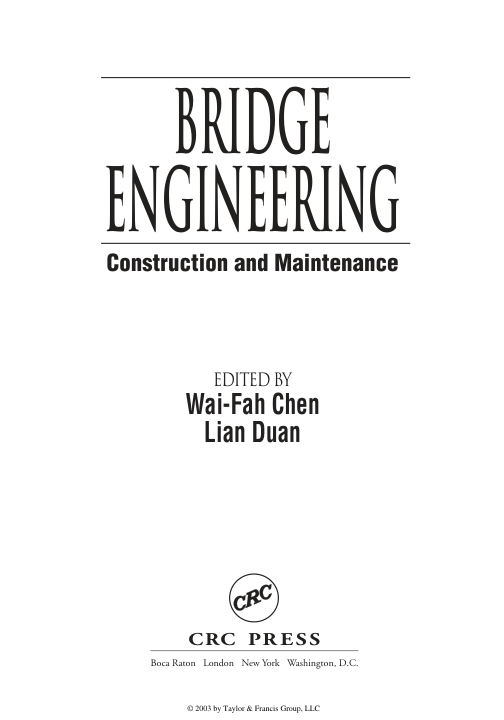 BRIDGE
ENGINEERING
Construction and Maintenance
EDITED BY
Wai-Fah Chen
Lian Duan
CRC
CRC PRESS
Boca Raton London New York Washington, D.C.
© 2003 by Taylor & Francis Group, LLC